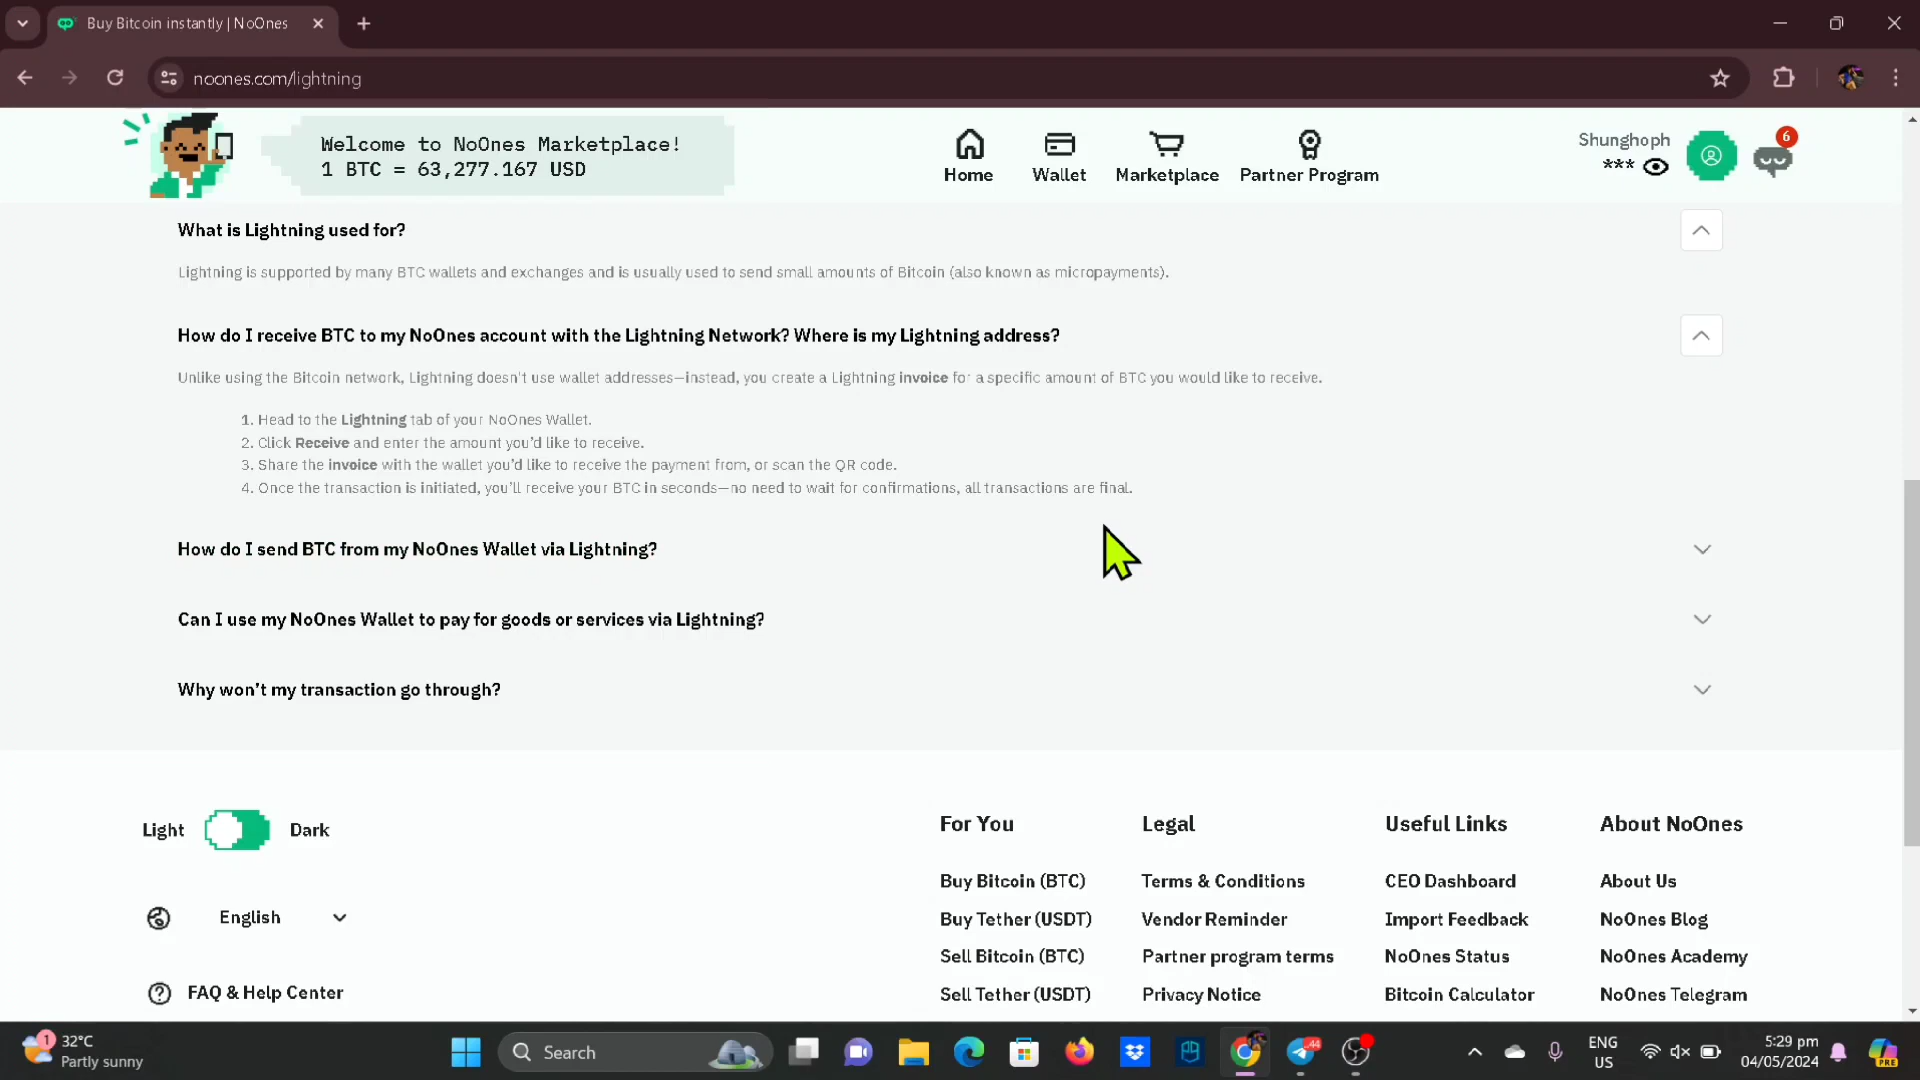 Buy Bitcoin instantly | NoOnes
noones.com/lightning
Welcome to NoOnes Marketplace!
1 BTC = 63,277.167 USD
Home
Wallet
Marketplace
Partner Program
Shunghoph
***
6
What is Lightning used for?
Lightning is supported by many BTC wallets and exchanges and is usually used to send small amounts of Bitcoin (also known as micropayments).
How do I receive BTC to my NoOnes account with the Lightning Network? Where is my Lightning address?
Unlike using the Bitcoin network, Lightning doesn't use wallet addresses—instead, you create a Lightning invoice for a specific amount of BTC you would like to receive.
1. Head to the Lightning tab of your NoOnes Wallet.
2. Click Receive and enter the amount you'd like to receive.
3. Share the invoice with the wallet you'd like to receive the payment from, or scan the QR code.
4. Once the transaction is initiated, you'll receive your BTC in seconds—no need to wait for confirmations, all transactions are final.
How do I send BTC from my NoOnes Wallet via Lightning?
Can I use my NoOnes Wallet to pay for goods or services via Lightning?
Why won't my transaction go through?
Light
Dark
English
FAQ & Help Center
For You
Buy Bitcoin (BTC)
Buy Tether (USDT)
Sell Bitcoin (BTC)
Sell Tether (USDT)
Legal
Terms & Conditions
Vendor Reminder
Partner program terms
Privacy Notice
Useful Links
CEO Dashboard
Import Feedback
NoOnes Status
Bitcoin Calculator
About NoOnes
About Us
NoOnes Blog
NoOnes Academy
NoOnes Telegram
1
32°C
Partly sunny
Search
44
ENG
US
5:29 pm
04/05/2024
PRE